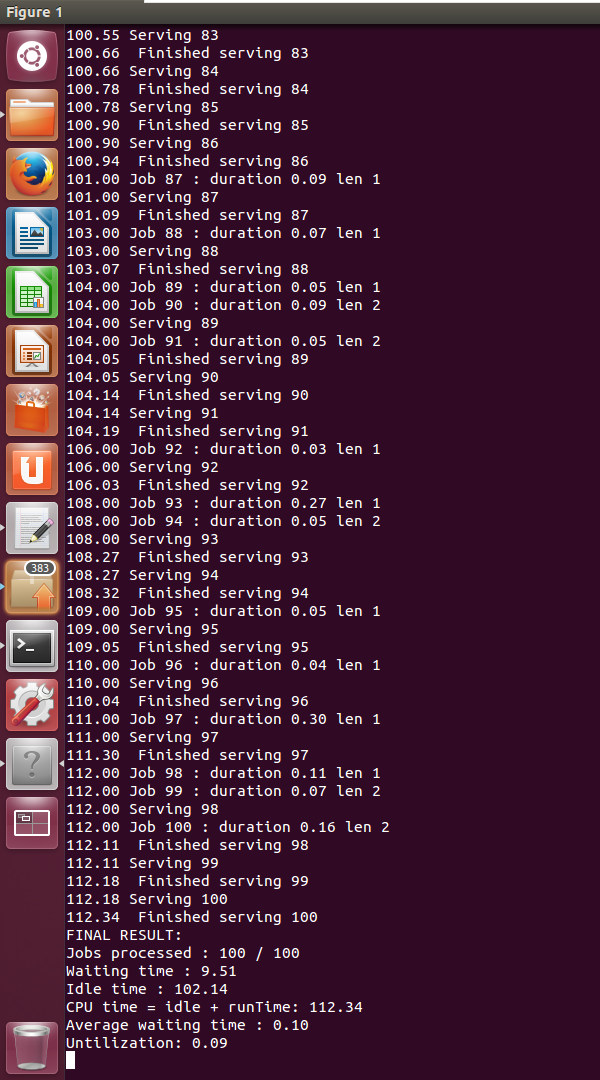 Figure 1
100.55 Serving 83
100.66  Finished serving 83
100.66 Serving 84
100.78  Finished serving 84
100.78 Serving 85
100.90  Finished serving 85
100.90 Serving 86
100.94  Finished serving 86
101.00 Job 87 : duration 0.09 len 1
101.00 Serving 87
101.09  Finished serving 87
103.00 Job 88 : duration 0.07 len 1
103.00 Serving 88
103.07  Finished serving 88
104.00 Job 89 : duration 0.05 len 1
104.00 Job 90 : duration 0.09 len 2
104.00 Serving 89
104.00 Job 91 : duration 0.05 len 2
104.05  Finished serving 89
104.05 Serving 90
104.14  Finished serving 90
104.14 Serving 91
104.19  Finished serving 91
106.00 Job 92 : duration 0.03 len 1
106.00 Serving 92
106.03  Finished serving 92
108.00 Job 93 : duration 0.27 len 1
108.00 Job 94 : duration 0.05 len 2
108.00 Serving 93
108.27  Finished serving 93
108.27 Serving 94
108.32  Finished serving 94
109.00 Job 95 : duration 0.05 len 1
109.00 Serving 95
109.05  Finished serving 95
110.00 Job 96 : duration 0.04 len 1
110.00 Serving 96
110.04  Finished serving 96
111.00 Job 97 : duration 0.30 len 1
111.00 Serving 97
111.30  Finished serving 97
112.00 Job 98 : duration 0.11 len 1
112.00 Job 99 : duration 0.07 len 2
112.00 Serving 98
112.00 Job 100 : duration 0.16 len 2
112.11  Finished serving 98
112.11 Serving 99
112.18  Finished serving 99
112.18 Serving 100
112.34  Finished serving 100
FINAL RESULT:
Jobs processed : 100 / 100
Waiting time : 9.51
Idle time : 102.14
CPU time = idle + runTime: 112.34
Average waiting time : 0.10
Untilization: 0.09
383